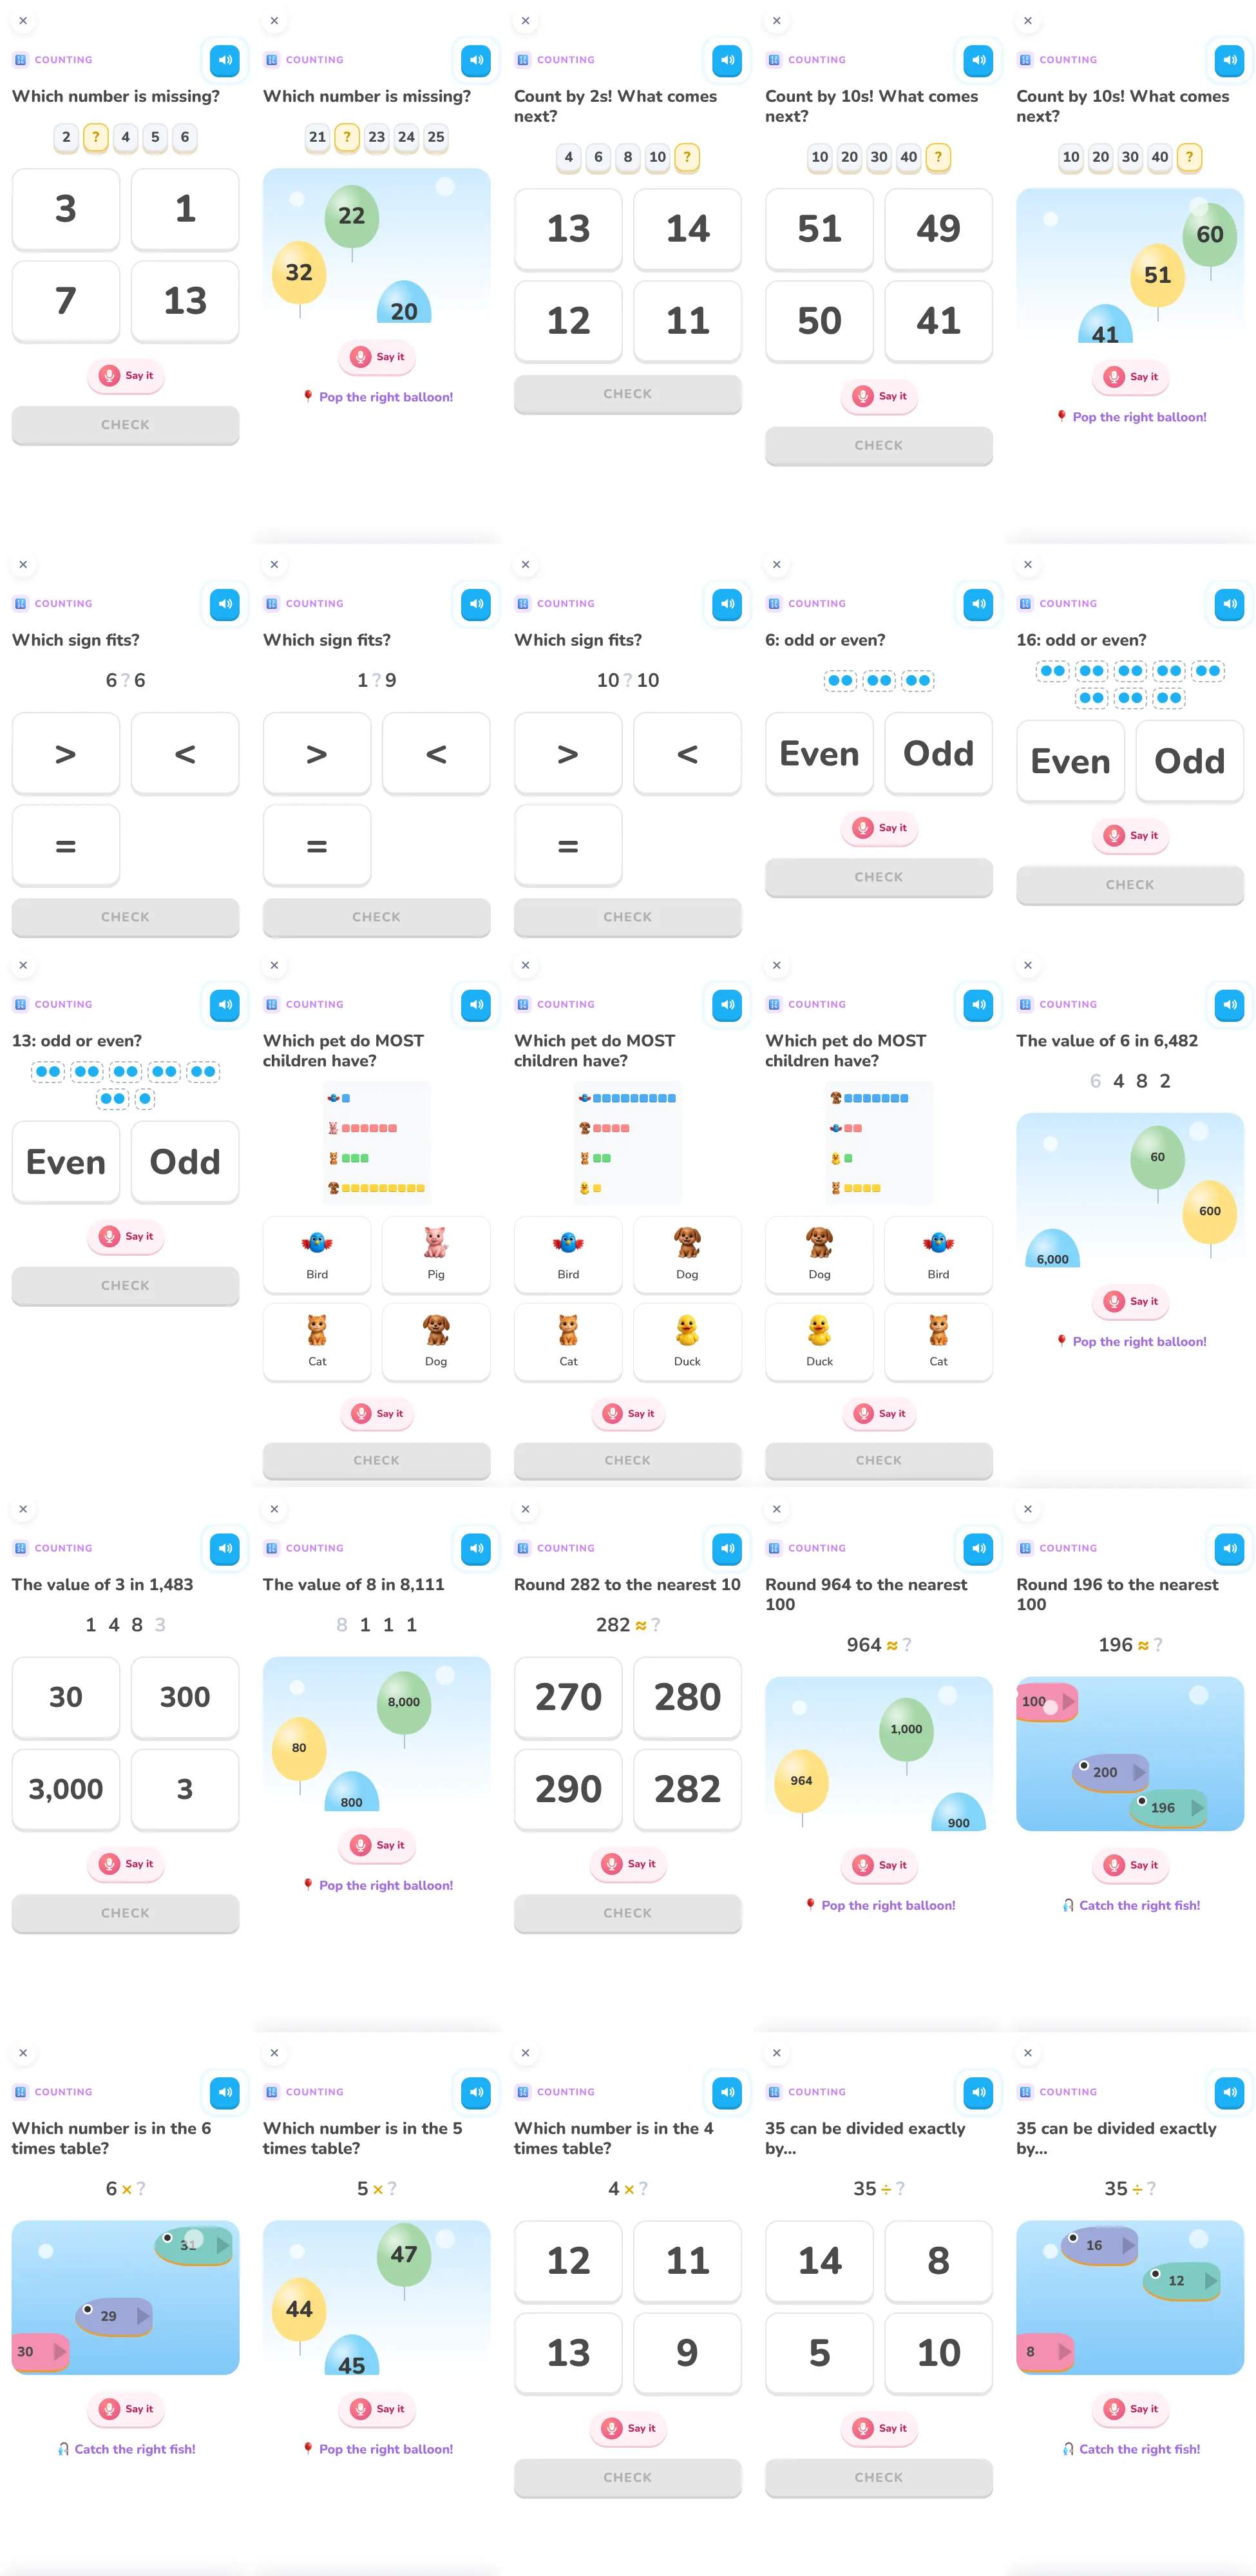 COUNTING
Which number is missing?
2 ? 4 5 6
3 1
7 13
Say it
CHECK
COUNTING
Which number is missing?
21 ? 23 24 25
22
32
20
Say it
Pop the right balloon!
COUNTING
Count by 2s! What comes
next?
4 6 8 10 ?
13 14
12 11
CHECK
COUNTING
Count by 10s! What comes
next?
10 20 30 40 ?
51 49
50 41
Say it
CHECK
COUNTING
Count by 10s! What comes
next?
10 20 30 40 ?
60
51
41
Say it
Pop the right balloon!
COUNTING
Which sign fits?
6 ? 6
> <
=
CHECK
COUNTING
Which sign fits?
1 ? 9
> <
=
CHECK
COUNTING
Which sign fits?
10 ? 10
> <
=
CHECK
COUNTING
6: odd or even?
Even Odd
Say it
CHECK
COUNTING
16: odd or even?
Even Odd
Say it
CHECK
COUNTING
13: odd or even?
Even Odd
Say it
CHECK
COUNTING
Which pet do MOST
children have?
Bird Pig
Cat Dog
Say it
CHECK
COUNTING
Which pet do MOST
children have?
Bird Dog
Cat Duck
Say it
CHECK
COUNTING
Which pet do MOST
children have?
Dog Bird
Duck Cat
Say it
CHECK
COUNTING
The value of 6 in 6,482
6 4 8 2
60
600
6,000
Say it
Pop the right balloon!
COUNTING
The value of 3 in 1,483
1 4 8 3
30 300
3,000 3
Say it
CHECK
COUNTING
The value of 8 in 8,111
8 1 1 1
8,000
80
800
Say it
Pop the right balloon!
COUNTING
Round 282 to the nearest 10
282 ≈ ?
270 280
290 282
Say it
CHECK
COUNTING
Round 964 to the nearest
100
964 ≈ ?
1,000
964
900
Say it
Pop the right balloon!
COUNTING
Round 196 to the nearest
100
196 ≈ ?
100
200
196
Say it
Catch the right fish!
COUNTING
Which number is in the 6
times table?
6 × ?
31
29
30
Say it
Catch the right fish!
COUNTING
Which number is in the 5
times table?
5 × ?
47
44
45
Say it
Pop the right balloon!
COUNTING
Which number is in the 4
times table?
4 × ?
12 11
13 9
Say it
CHECK
COUNTING
35 can be divided exactly
by...
35 ÷ ?
14 8
5 10
Say it
CHECK
COUNTING
35 can be divided exactly
by...
35 ÷ ?
16
12
8
Say it
Catch the right fish!